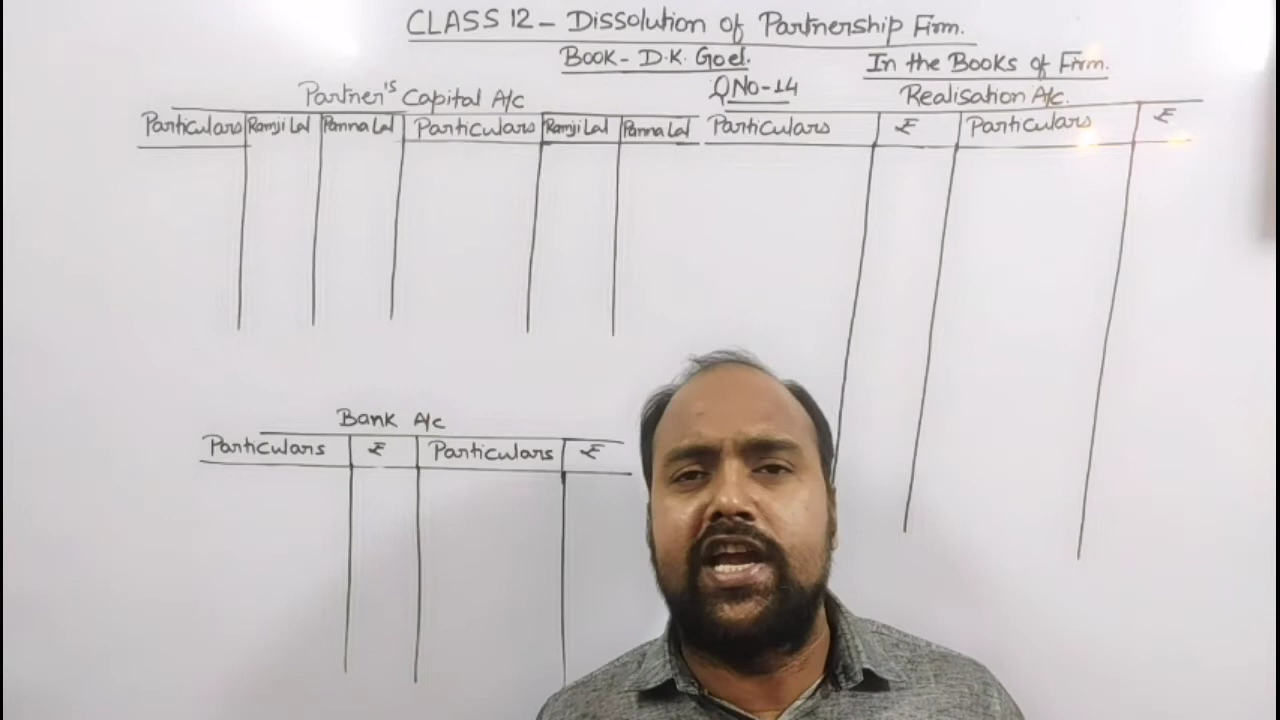 CLASS 12 - Dissolution of Partnership Firm.
Book - D.K. Goel.
QNo-14
In the Books of Firm.
Partner's Capital A/c
Particulars Ramji Lal Panna Lal Particulars Ramji Lal Panna Lal
Realisation A/c.
Particulars ₹ Particulars ₹
Bank A/c
Particulars ₹ Particulars ₹